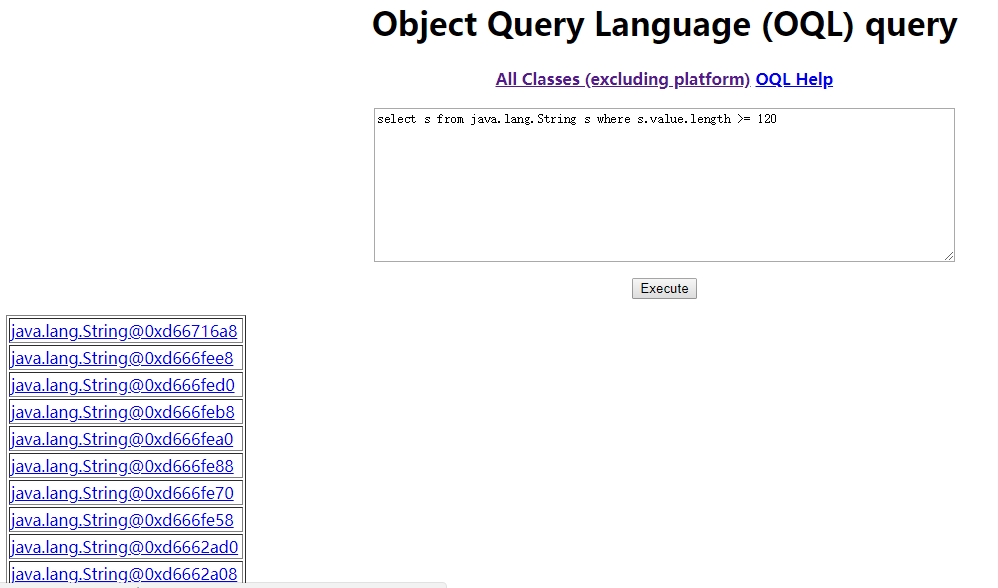 Object Query Language (OQL) query
All Classes (excluding platform) OQL Help
select s from java.lang.String s where s.value.length >= 120
Execute
java.lang.String@0xd66716a8
java.lang.String@0xd666fee8
java.lang.String@0xd666fed0
java.lang.String@0xd666feb8
java.lang.String@0xd666fea0
java.lang.String@0xd666fe88
java.lang.String@0xd666fe70
java.lang.String@0xd666fe58
java.lang.String@0xd6662ad0
java.lang.String@0xd6662a08